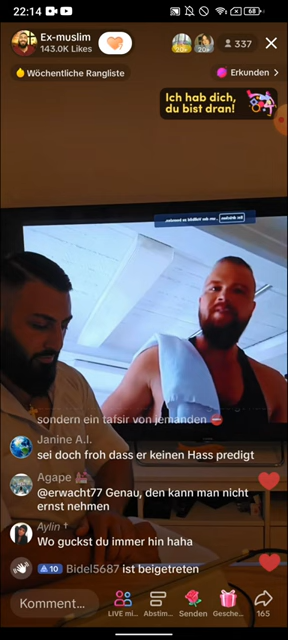 22:14
68
Ex-muslim
143.0K Likes
20+
20+
337
Wöchentliche Rangliste
Erkunden
Ich hab dich,
du bist dran!
sondern ein tafsir von jemanden ⛔
Janine A.I.
sei doch froh dass er keinen Hass predigt
Agape
@erwacht77 Genau, den kann man nicht
ernst nehmen
Aylin ✝
Wo guckst du immer hin haha
10 Bidel5687 ist beigetreten
Komment...
LIVE mi...
Abstim...
Senden
Gesche...
165